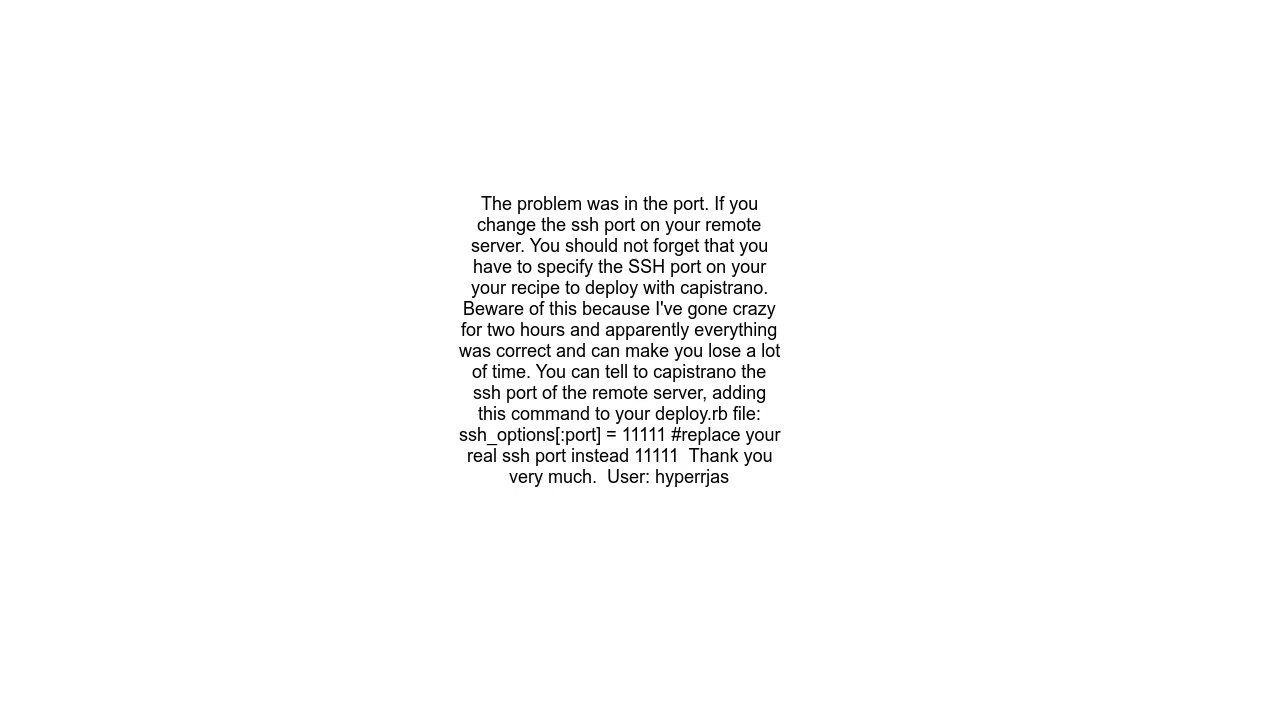 The problem was in the port. If you
change the ssh port on your remote
server. You should not forget that you
have to specify the SSH port on your
your recipe to deploy with capistrano.
Beware of this because I've gone crazy
for two hours and apparently everything
was correct and can make you lose a lot
of time. You can tell to capistrano the
ssh port of the remote server, adding
this command to your deploy.rb file:
ssh_options[:port] = 11111 #replace your
real ssh port instead 11111  Thank you
very much.  User: hyperrjas